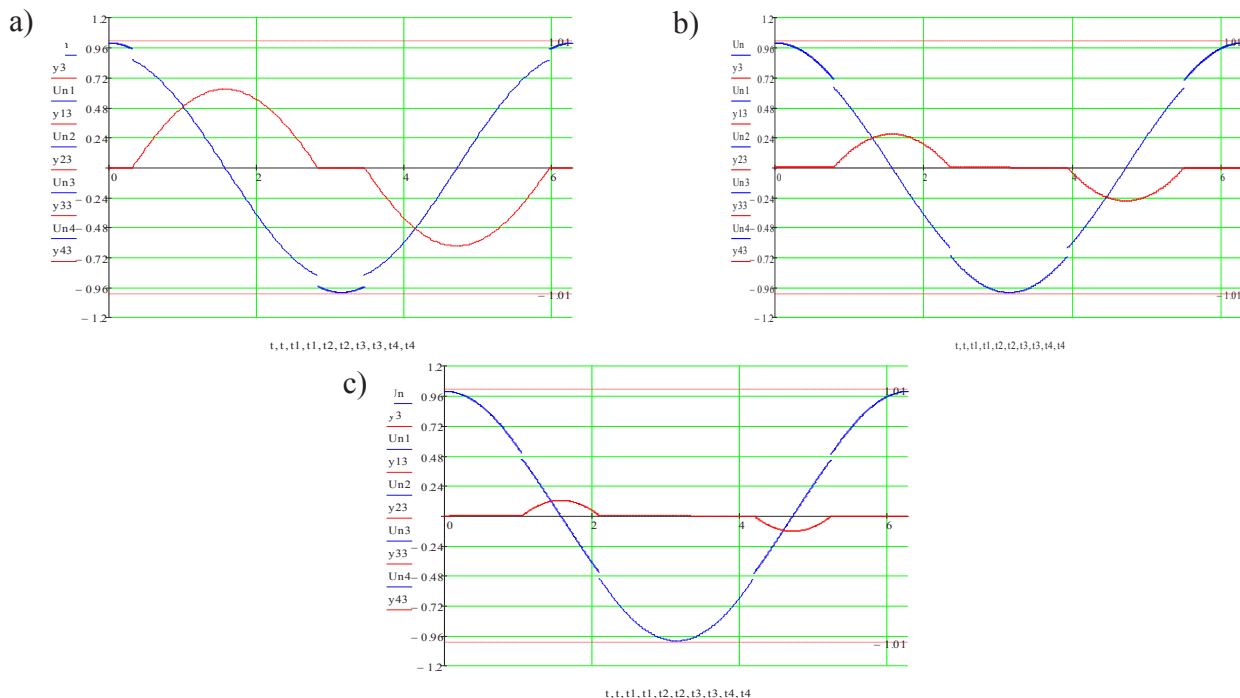 a)
1.2
0.96
0.72
0.48
0.24
0
2
4
6
− 0.24
− 0.48
− 0.72
− 0.96
− 1.2
1.01
− 1.01
y3
Un1
y13
Un2
y23
Un3
y33
Un4
y43
t, t, t1, t1, t2, t2, t3, t3, t4, t4
b)
1.2
0.96
0.72
0.48
0.24
0
2
4
6
− 0.24
− 0.48
− 0.72
− 0.96
− 1.2
1.01
− 1.01
Un
y3
Un1
y13
Un2
y23
Un3
y33
Un4
y43
t, t, t1, t1, t2, t2, t3, t3, t4, t4
c)
1.2
0.96
0.72
0.48
0.24
0
2
4
6
− 0.24
− 0.48
− 0.72
− 0.96
− 1.2
1.01
− 1.01
y3
Un1
y13
Un2
y23
Un3
y33
Un4
y43
t, t, t1, t1, t2, t2, t3, t3, t4, t4